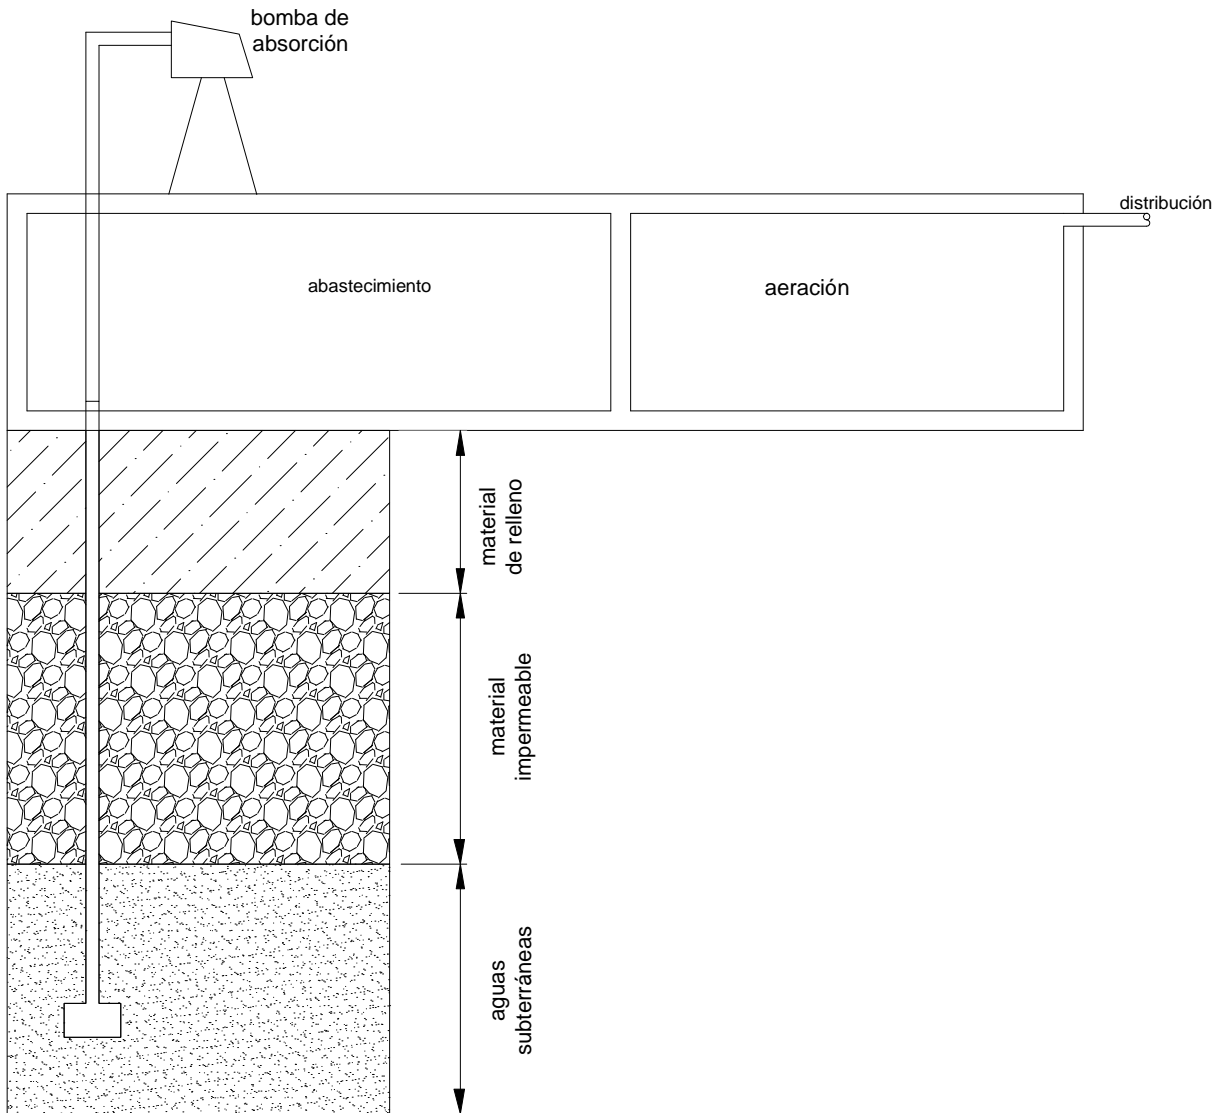 bomba de
absorción
distribución
abastecimiento
aeración
material
de relleno
material
impermeable
aguas
subterráneas